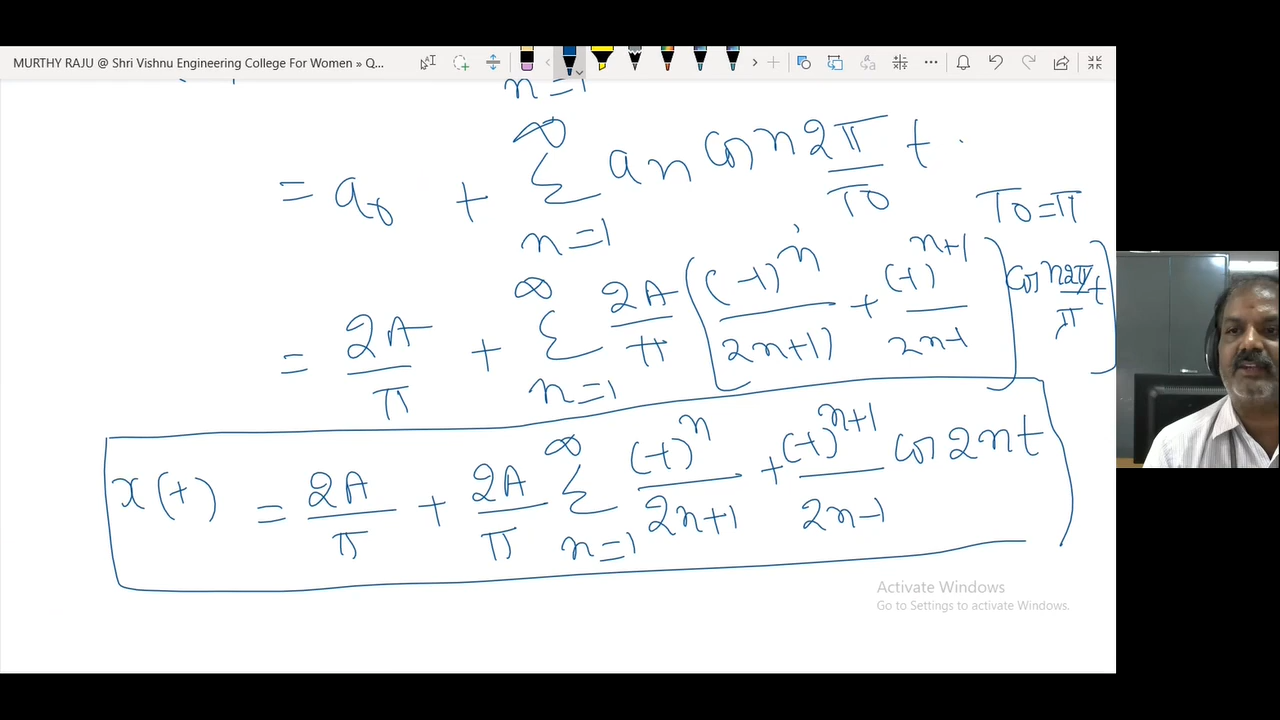 MURTHY RAJU @ Shri Vishnu Engineering College For Women » Q...
n=1
= a0 + ∞ Σ n=1 an cos n 2π/T0 t
T0=π
= 2A/π + ∞ Σ n=1 2A/π ( (-1)^n/(2n+1) + (-1)^(n+1)/(2n-1) ) cos n2π/π t
x(t) = 2A/π + 2A/π ∞ Σ n=1 (-1)^n/(2n+1) + (-1)^(n+1)/(2n-1) cos 2nt
Activate Windows
Go to Settings to activate Windows.